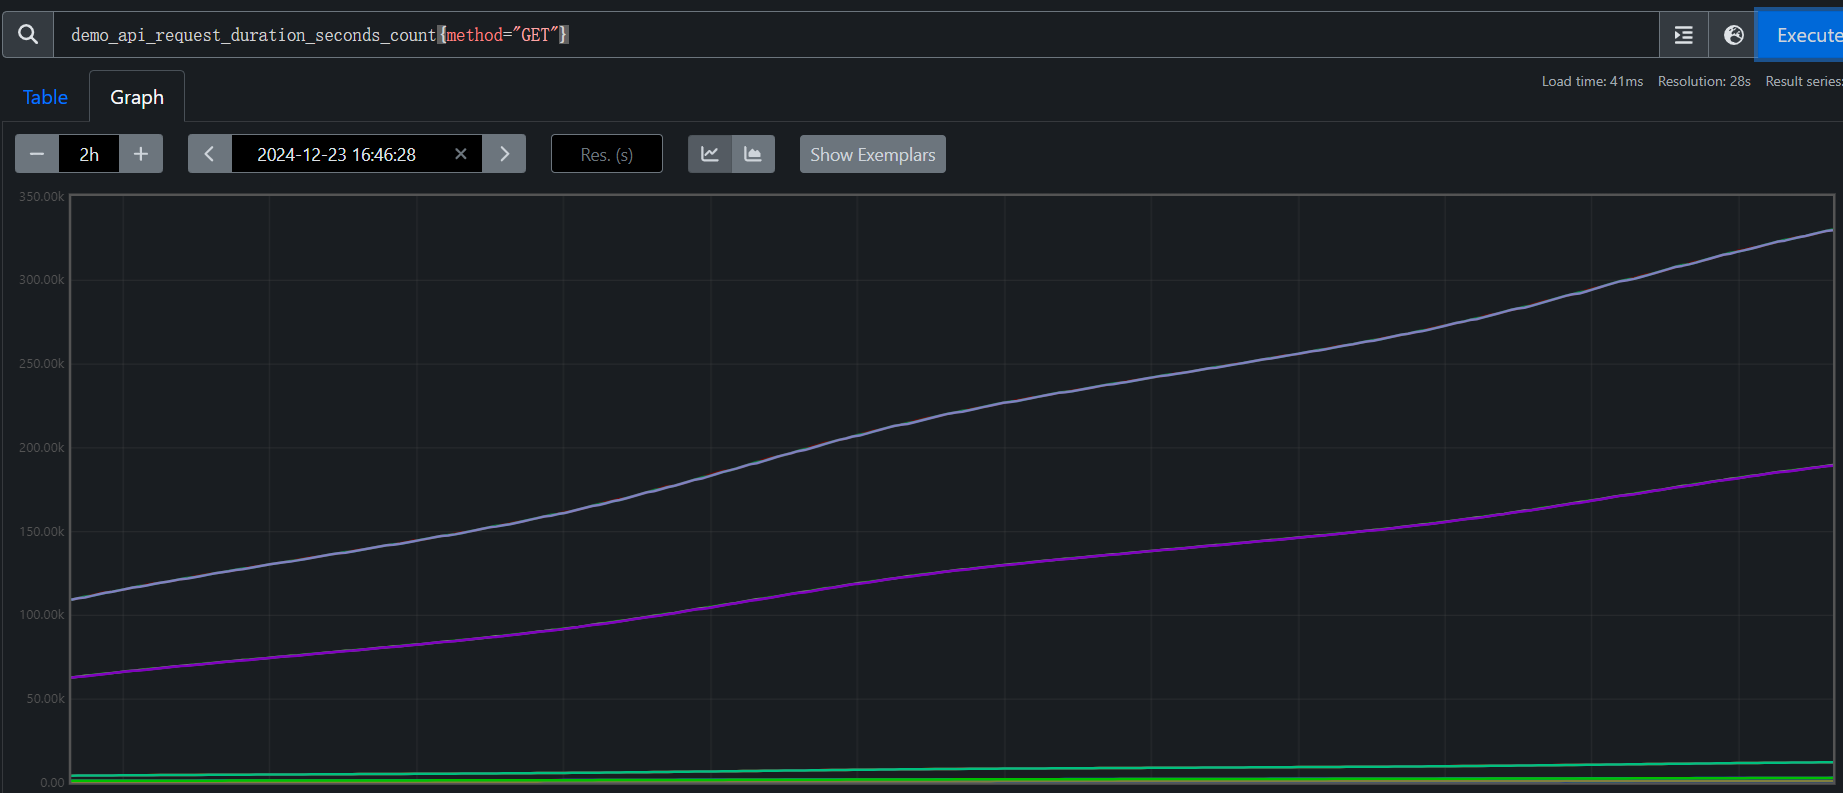 demo_api_request_duration_seconds_count{method="GET"}
Execute
Table
Graph
Load time: 41ms Resolution: 28s Result series:
2h
2024-12-23 16:46:28
Res. (s)
Show Exemplars
350.00k
300.00k
250.00k
200.00k
150.00k
100.00k
50.00k
0.00